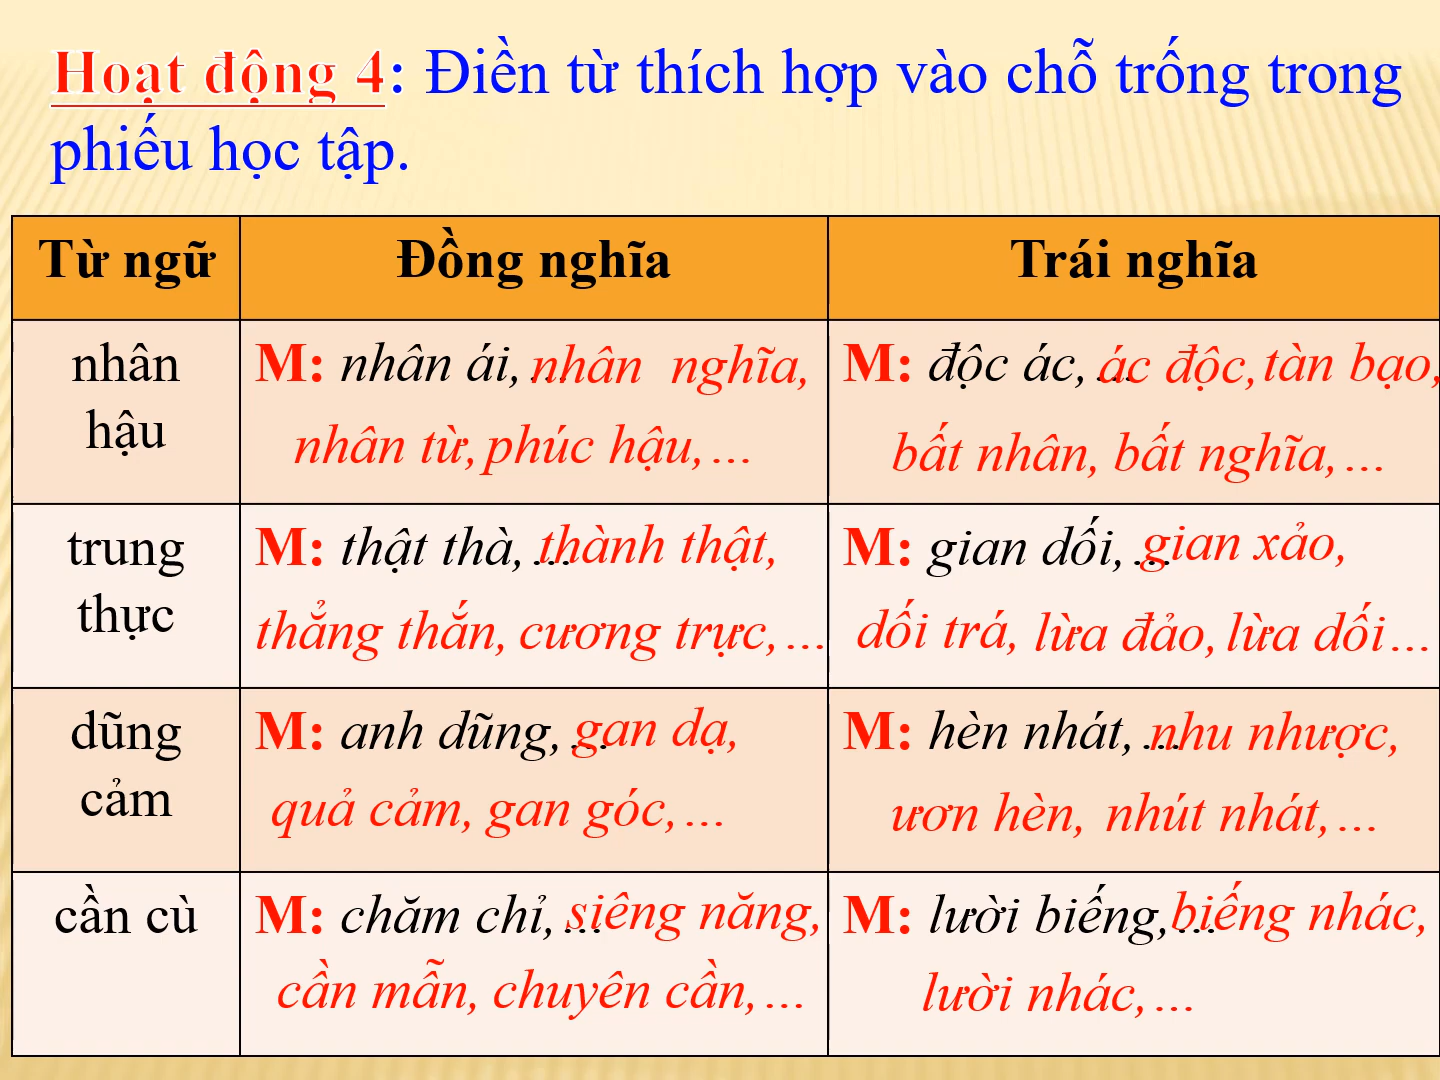 Hoạt động 4: Điền từ thích hợp vào chỗ trống trong
phiếu học tập.
Từ ngữ Đồng nghĩa Trái nghĩa
nhân hậu
M: nhân ái,… nhân nghĩa,
nhân từ, phúc hậu,…
M: độc ác,… ác độc, tàn bạo,
bất nhân, bất nghĩa,…
trung thực
M: thật thà,… thành thật,
thẳng thắn, cương trực,…
M: gian dối,… gian xảo,
dối trá, lừa đảo, lừa dối…
dũng cảm
M: anh dũng,… gan dạ,
quả cảm, gan góc,…
M: hèn nhát,… nhu nhược,
ươn hèn, nhút nhát,…
cần cù
M: chăm chỉ,… siêng năng,
cần mẫn, chuyên cần,…
M: lười biếng,… biếng nhác,
lười nhác,…